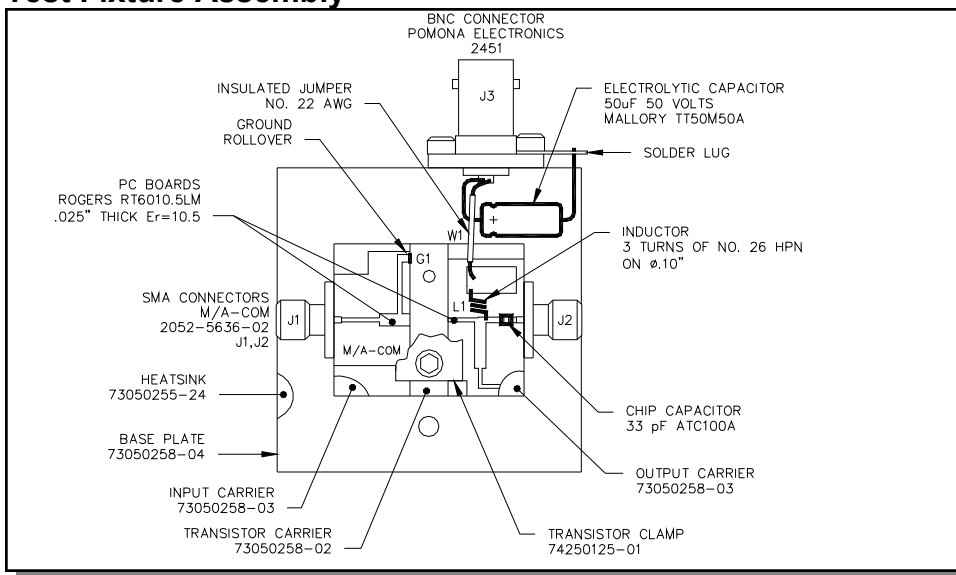 BNC CONNECTOR
POMONA ELECTRONICS
2451
J3
INSULATED JUMPER
NO. 22 AWG
GROUND
ROLLOVER
ELECTROLYTIC CAPACITOR
50uF 50 VOLTS
MALLORY TT50M50A
SOLDER LUG
PC BOARDS
ROGERS RT6010.5LM
.025" THICK Er=10.5
+
W1
G1
INDUCTOR
3 TURNS OF NO. 26 HPN
ON ø.10"
L1
SMA CONNECTORS
M/A-COM
2052-5636-02
J1,J2
J1
J2
M/A-COM
HEATSINK
73050255-24
BASE PLATE
73050258-04
CHIP CAPACITOR
33 pF ATC100A
INPUT CARRIER
73050258-03
OUTPUT CARRIER
73050258-03
TRANSISTOR CARRIER
73050258-02
TRANSISTOR CLAMP
74250125-01